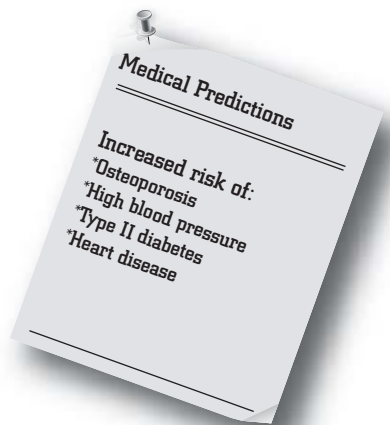 Medical Predictions
Increased risk of:
*Osteoporosis
*High blood pressure
*Type II diabetes
*Heart disease